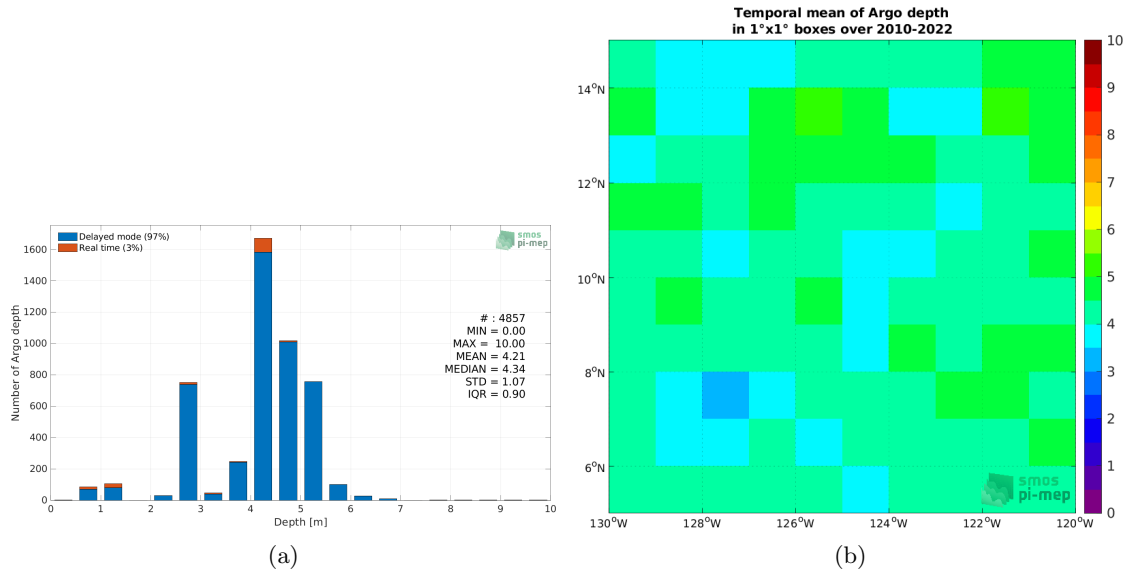 Delayed mode (97%)
Real time (3%)
smos
pi-mep
1600
1400
1200
1000
800
600
400
200
0
Number of Argo depth
# : 4857
MIN = 0.00
MAX = 10.00
MEAN = 4.21
MEDIAN = 4.34
STD = 1.07
IQR = 0.90
0 1 2 3 4 5 6 7 8 9 10
Depth [m]
(a)
Temporal mean of Argo depth
in 1°x1° boxes over 2010-2022
14°N
12°N
10°N
8°N
6°N
130°W 128°W 126°W 124°W 122°W 120°W
smos
pi-mep
10
9
8
7
6
5
4
3
2
1
0
(b)